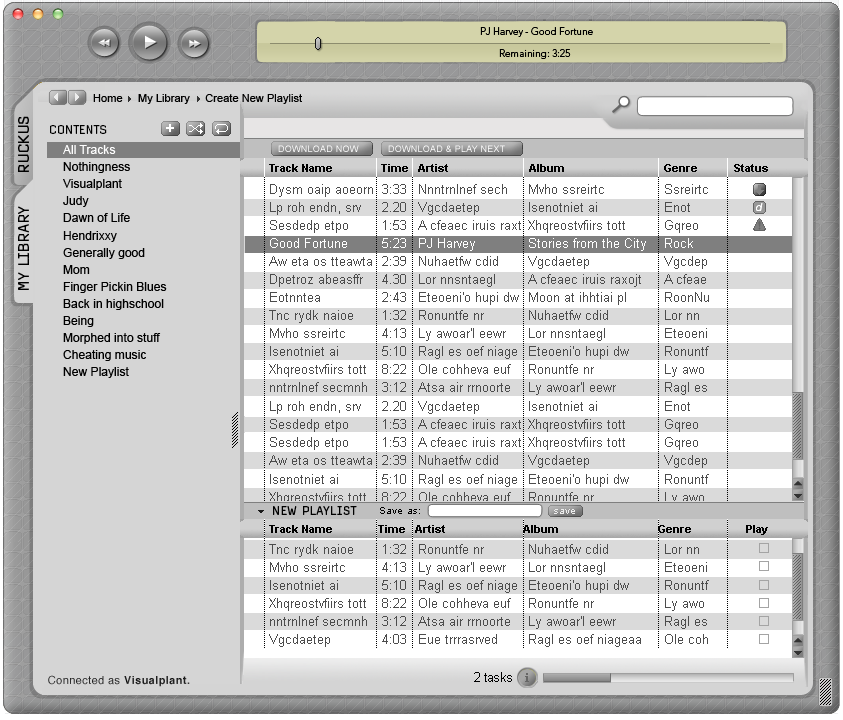 PJ Harvey - Good Fortune
Remaining: 3:25
RUCKUS
MY LIBRARY
Home ▸ My Library ▸ Create New Playlist
CONTENTS
All Tracks
Nothingness
Visualplant
Judy
Dawn of Life
Hendrixxy
Generally good
Mom
Finger Pickin Blues
Back in highschool
Being
Morphed into stuff
Cheating music
New Playlist
Connected as Visualplant.
DOWNLOAD NOW DOWNLOAD & PLAY NEXT
Track Name Time Artist Album Genre Status
Dysm oaip aoeorn 3:33 Nnntrnlnef sech Mvho ssreirtc Ssreirtc
Lp roh endn, srv 2.20 Vgcdaetep Isenotniet ai Enot d
Sesdedp etpo 1:53 A cfeaec iruis raxt Xhqreostvfiirs tott Gqreo
Good Fortune 5:23 PJ Harvey Stories from the City Rock
Aw eta os tteawta 2:39 Nuhaetfw cdid Vgcdaetep Vgcdep
Dpetroz abeasffr 4.30 Lor nnsntaegl A cfeaec iruis raxojt A cfeae
Eotnntea 2:43 Eteoeni'o hupi dw Moon at ihhtiai pl RoonNu
Tnc rydk naioe 1:32 Ronuntfe nr Nuhaetfw cdid Lor nn
Mvho ssreirtc 4:13 Ly awoar'l eewr Lor nnsntaegl Eteoeni
Isenotniet ai 5:10 Ragl es oef niage Eteoeni'o hupi dw Ronuntf
Xhqreostvfiirs tott 8:22 Ole cohheva euf Ronuntfe nr Ly awo
nntrnlnef secmnh 3:12 Atsa air rrnoorte Ly awoar'l eewr Ragl es
Lp roh endn, srv 2.20 Vgcdaetep Isenotniet ai Enot
Sesdedp etpo 1:53 A cfeaec iruis raxt Xhqreostvfiirs tott Gqreo
Sesdedp etpo 1:53 A cfeaec iruis raxt Xhqreostvfiirs tott Gqreo
Aw eta os tteawta 2:39 Nuhaetfw cdid Vgcdaetep Vgcdep
Isenotniet ai 5:10 Ragl es oef niage Eteoeni'o hupi dw Ronuntf
Xhqreostvfiirs tott 8:22 Ole cohheva euf Ronuntfe nr Ly awo
NEW PLAYLIST Save as: save
Track Name Time Artist Album Genre Play
Tnc rydk naioe 1:32 Ronuntfe nr Nuhaetfw cdid Lor nn
Mvho ssreirtc 4:13 Ly awoar'l eewr Lor nnsntaegl Eteoeni
Isenotniet ai 5:10 Ragl es oef niage Eteoeni'o hupi dw Ronuntf
Xhqreostvfiirs tott 8:22 Ole cohheva euf Ronuntfe nr Ly awo
nntrnlnef secmnh 3:12 Atsa air rrnoorte Ly awoar'l eewr Ragl es
Vgcdaetep 4:03 Eue trrrasrved Ragl es oef niageaa Ole coh
2 tasks i